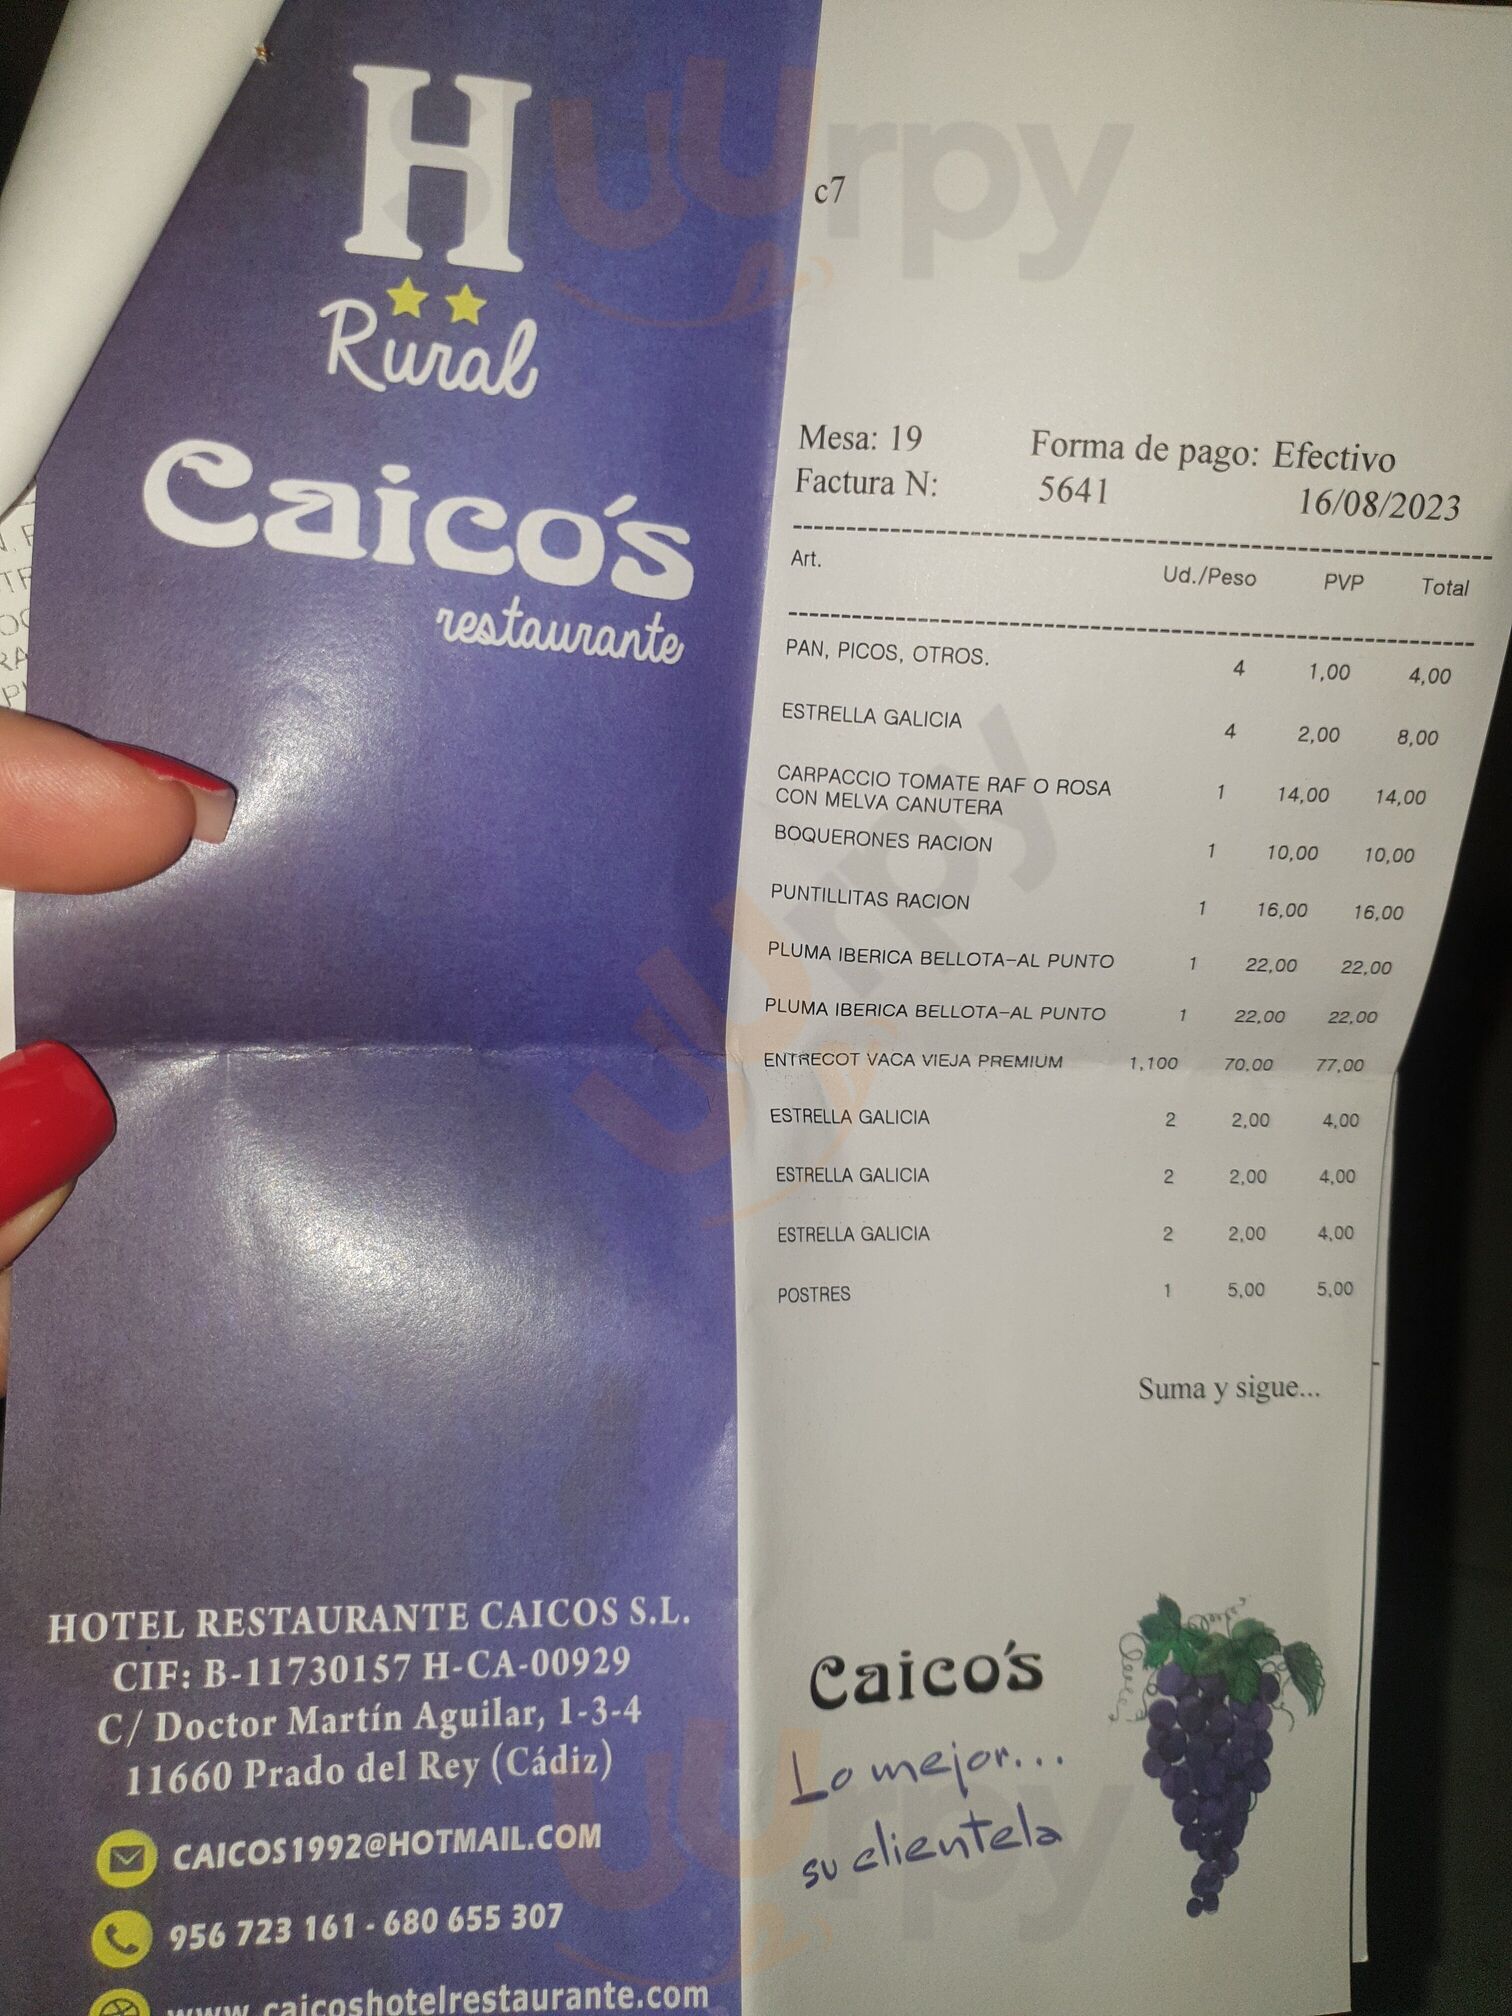 H
Rural
Caico's
restaurante
HOTEL RESTAURANTE CAICOS S.L.
CIF: B-11730157 H-CA-00929
C/ Doctor Martín Aguilar, 1-3-4
11660 Prado del Rey (Cádiz)
CAICOS1992@HOTMAIL.COM
956 723 161 - 680 655 307
www.caicoshotelrestaurante.com
c7
Mesa: 19 Forma de pago: Efectivo
Factura N: 5641 16/08/2023
Art. Ud./Peso PVP Total
PAN, PICOS, OTROS. 4 1,00 4,00
ESTRELLA GALICIA 4 2,00 8,00
CARPACCIO TOMATE RAF O ROSA 1 14,00 14,00
CON MELVA CANUTERA
BOQUERONES RACION 1 10,00 10,00
PUNTILLITAS RACION 1 16,00 16,00
PLUMA IBERICA BELLOTA-AL PUNTO 1 22,00 22,00
PLUMA IBERICA BELLOTA-AL PUNTO 1 22,00 22,00
ENTRECOT VACA VIEJA PREMIUM 1,100 70,00 77,00
ESTRELLA GALICIA 2 2,00 4,00
ESTRELLA GALICIA 2 2,00 4,00
ESTRELLA GALICIA 2 2,00 4,00
POSTRES 1 5,00 5,00
Suma y sigue...
Caico's
Lo mejor...
su clientela